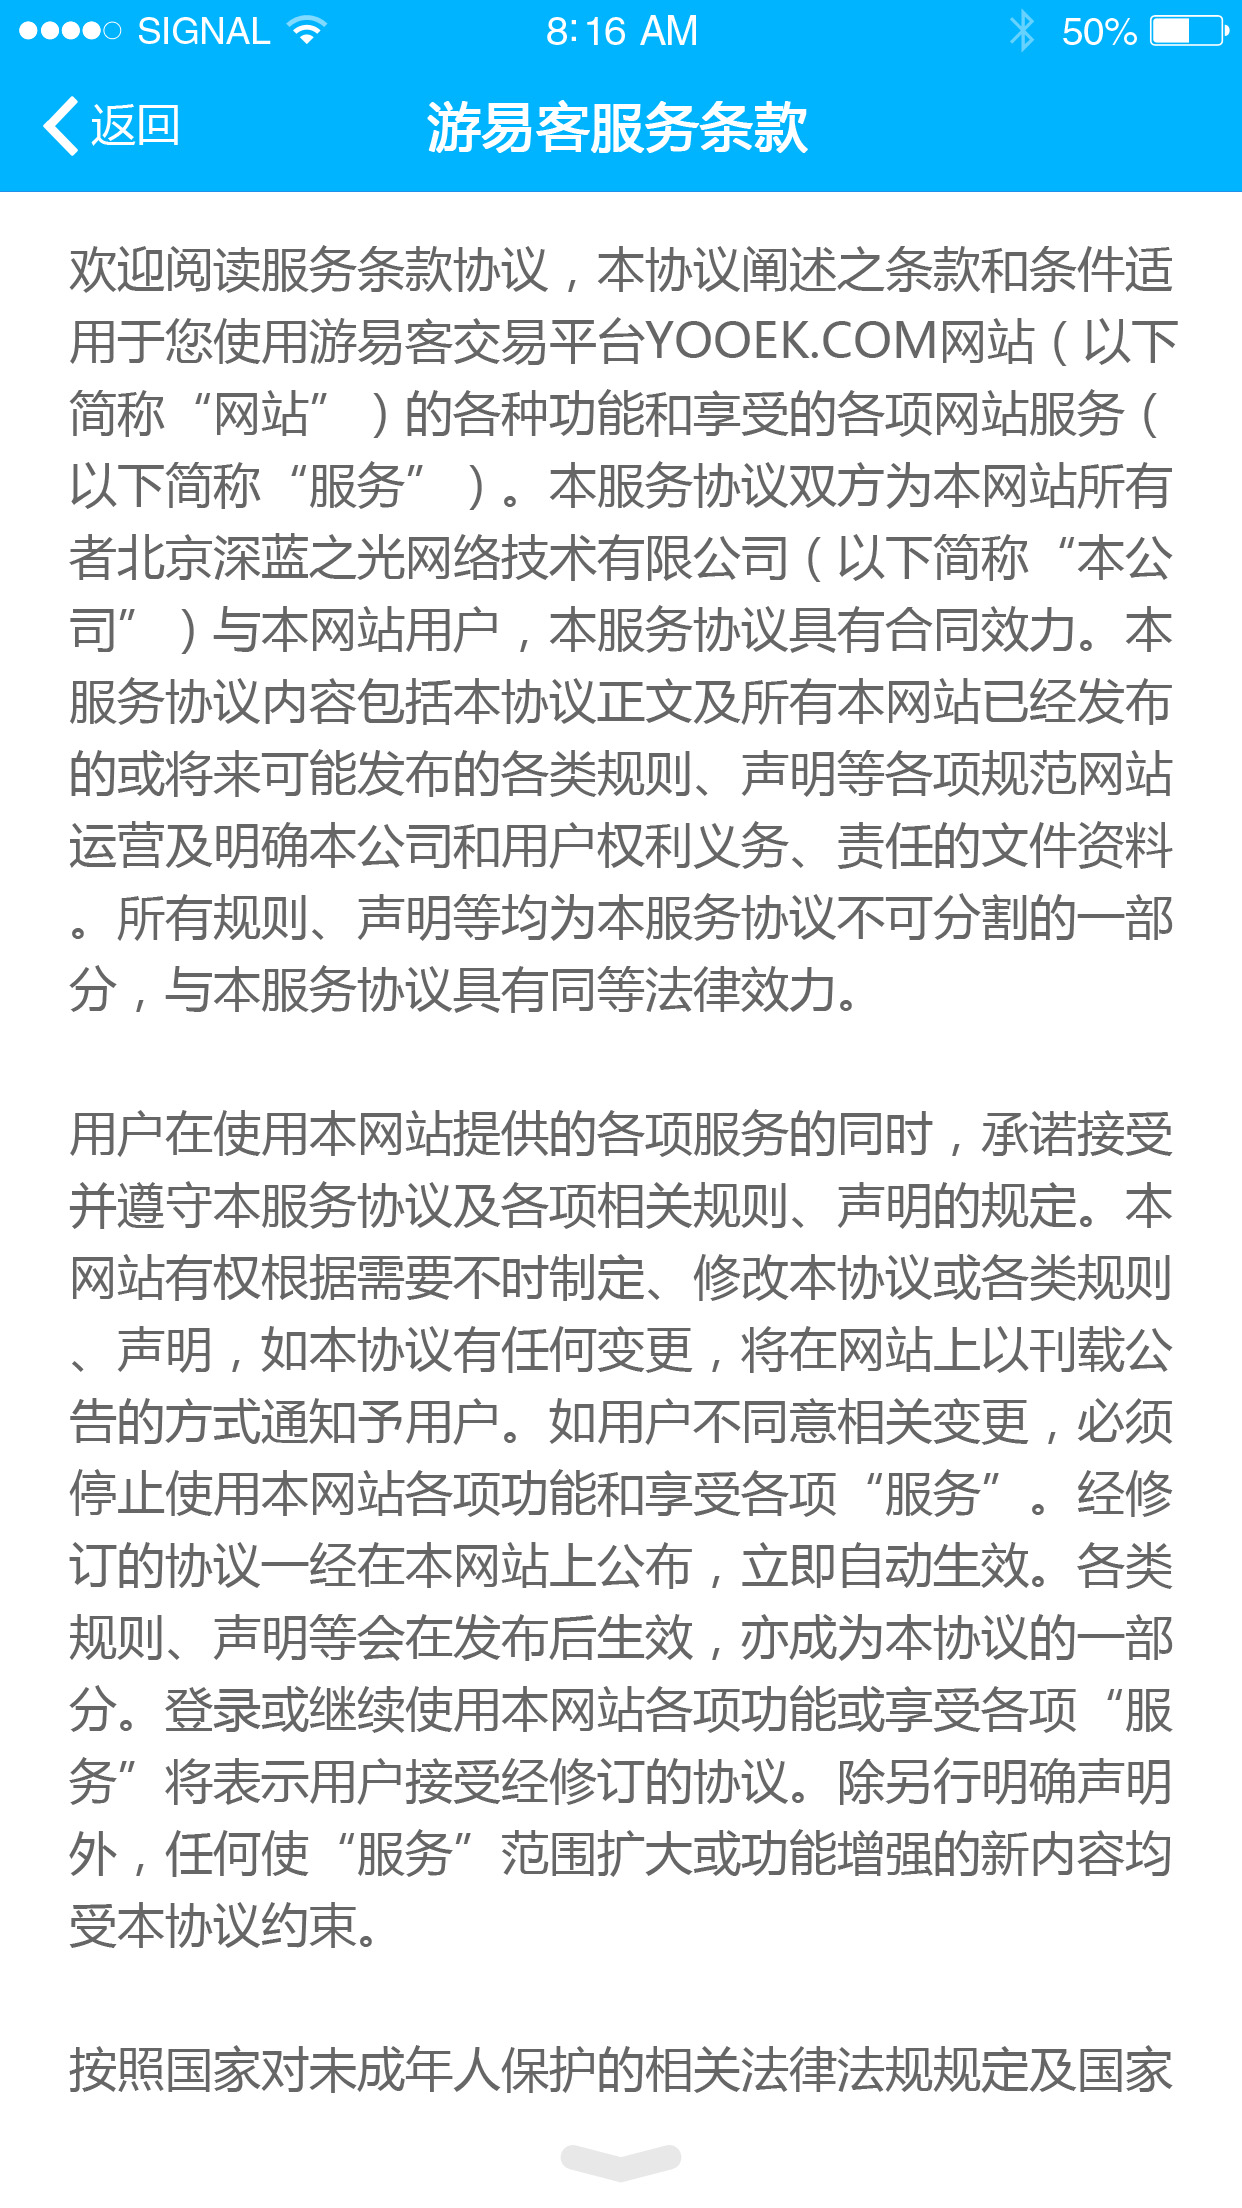 SIGNAL 8:16 AM 50%
返回 游易客服务条款
欢迎阅读服务条款协议，本协议阐述之条款和条件适
用于您使用游易客交易平台YOOEK.COM网站（以下
简称“网站”）的各种功能和享受的各项网站服务（
以下简称“服务”）。本服务协议双方为本网站所有
者北京深蓝之光网络技术有限公司（以下简称“本公
司”）与本网站用户，本服务协议具有合同效力。本
服务协议内容包括本协议正文及所有本网站已经发布
的或将来可能发布的各类规则、声明等各项规范网站
运营及明确本公司和用户权利义务、责任的文件资料
。所有规则、声明等均为本服务协议不可分割的一部
分，与本服务协议具有同等法律效力。
用户在使用本网站提供的各项服务的同时，承诺接受
并遵守本服务协议及各项相关规则、声明的规定。本
网站有权根据需要不时制定、修改本协议或各类规则
、声明，如本协议有任何变更，将在网站上以刊载公
告的方式通知予用户。如用户不同意相关变更，必须
停止使用本网站各项功能和享受各项“服务”。经修
订的协议一经在本网站上公布，立即自动生效。各类
规则、声明等会在发布后生效，亦成为本协议的一部
分。登录或继续使用本网站各项功能或享受各项“服
务”将表示用户接受经修订的协议。除另行明确声明
外，任何使“服务”范围扩大或功能增强的新内容均
受本协议约束。
按照国家对未成年人保护的相关法律法规规定及国家